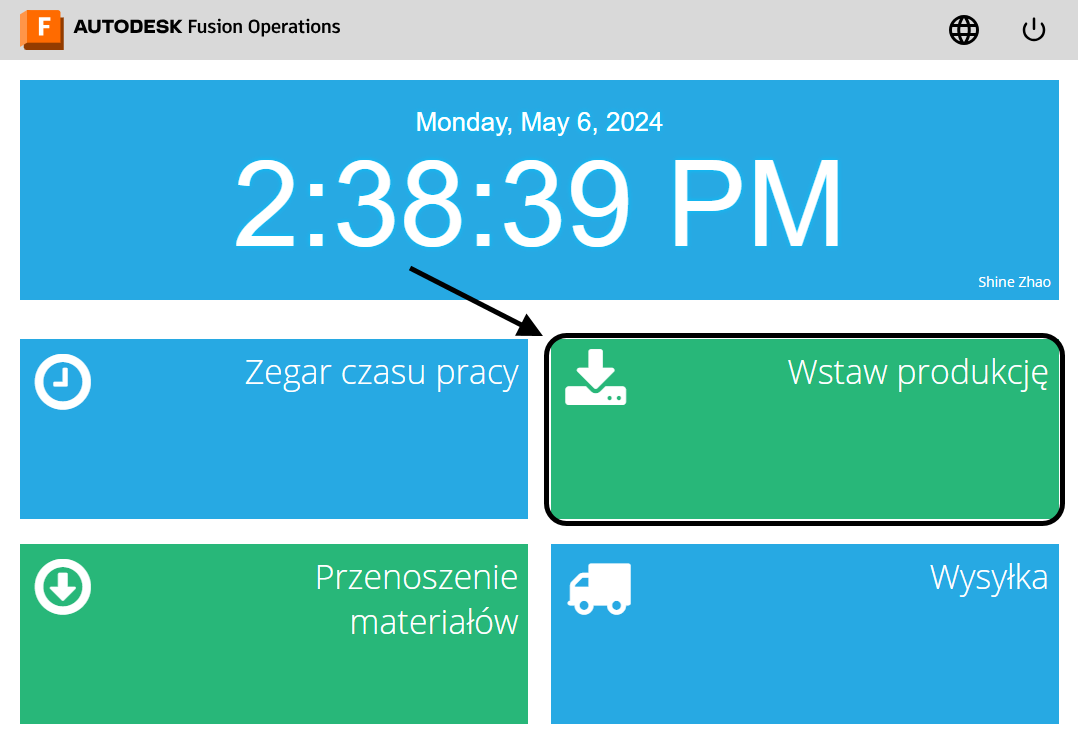 F AUTODESK Fusion Operations
Monday, May 6, 2024
2:38:39 PM
Shine Zhao
Zegar czasu pracy
Wstaw produkcję
Przenoszenie
materiałów
Wysyłka